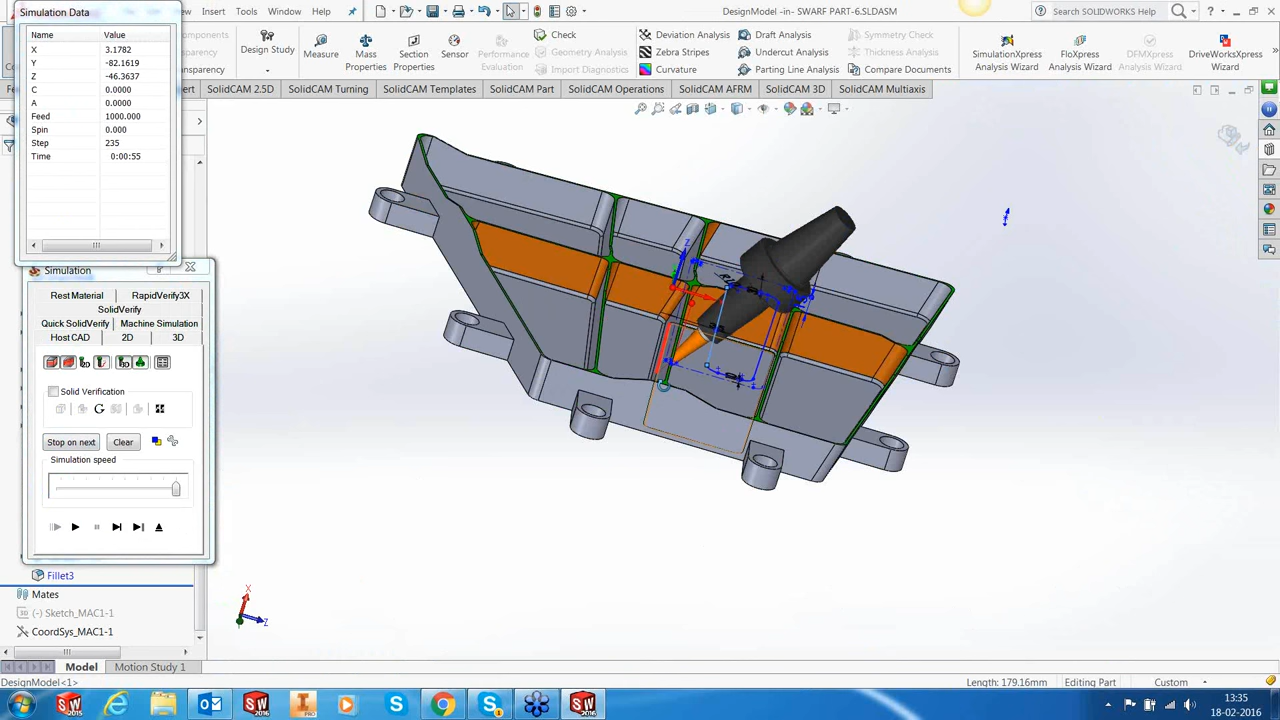 Simulation Data
Insert Tools Window Help
DesignModel -in- SWARF PART-6.SLDASM
Search SOLIDWORKS Help
Name Value
X 3.1782
Y -82.1619
Z -46.3637
C 0.0000
A 0.0000
Feed 1000.000
Spin 0.000
Step 235
Time 0:00:55
Design Study
Measure
Mass Properties
Section Properties
Sensor
Performance Evaluation
Check
Geometry Analysis
Import Diagnostics
Deviation Analysis
Zebra Stripes
Curvature
Draft Analysis
Undercut Analysis
Parting Line Analysis
Symmetry Check
Thickness Analysis
Compare Documents
SimulationXpress Analysis Wizard
FloXpress Analysis Wizard
DFMXpress Analysis Wizard
DriveWorksXpress Wizard
SolidCAM 2.5D
SolidCAM Turning
SolidCAM Templates
SolidCAM Part
SolidCAM Operations
SolidCAM AFRM
SolidCAM 3D
SolidCAM Multiaxis
Simulation
Rest Material RapidVerify3X
SolidVerify
Quick SolidVerify Machine Simulation
Host CAD 2D 3D
Solid Verification
Stop on next Clear
Simulation speed
Fillet3
Mates
(-) Sketch_MAC1-1
CoordSys_MAC1-1
X
Z
Z
Model Motion Study 1
DesignModel<1>
Length: 179.16mm Editing Part Custom
13:35
18-02-2016